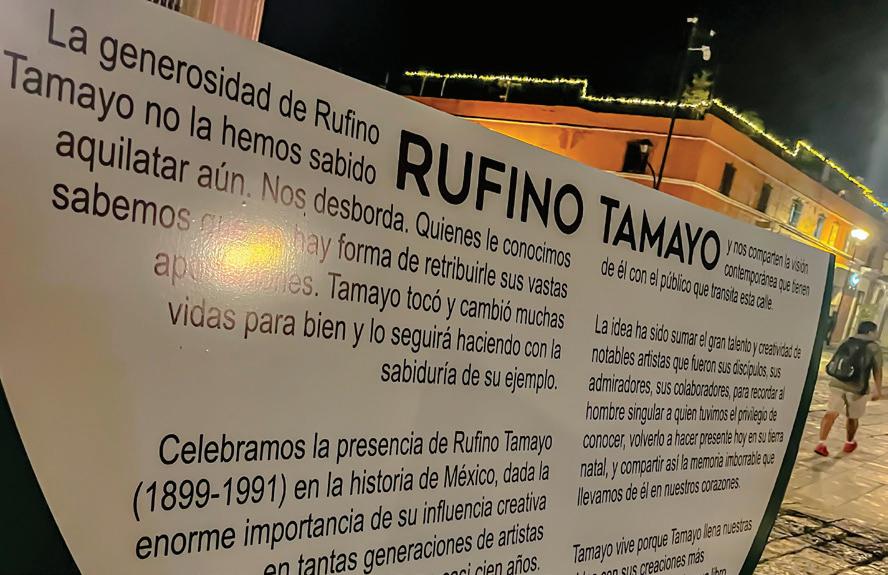 RUFINO TAMAYO
La generosidad de Rufino
Tamayo no la hemos sabido
aquilatar aún. Nos desborda. Quienes le conocimos
sabemos que no hay forma de retribuirle sus vastas
Tamayo tocó y cambió muchas
vidas para bien y lo seguirá haciendo con la
sabiduría de su ejemplo.
Celebramos la presencia de Rufino Tamayo
(1899-1991) en la historia de México, dada la
enorme importancia de su influencia creativa
en tantas generaciones de artistas
casi cien años.
y nos comparten la visión
contemporánea que tienen
de él con el público que transita esta calle.
La idea ha sido sumar el gran talento y creatividad de
notables artistas que fueron sus discípulos, sus
admiradores, sus colaboradores, para recordar al
hombre singular a quien tuvimos el privilegio de
conocer, volverlo a hacer presente hoy en su tierra
natal, y compartir así la memoria imborrable que
llevamos de él en nuestros corazones.
Tamayo vive porque Tamayo llena nuestras
con sus creaciones más
libro